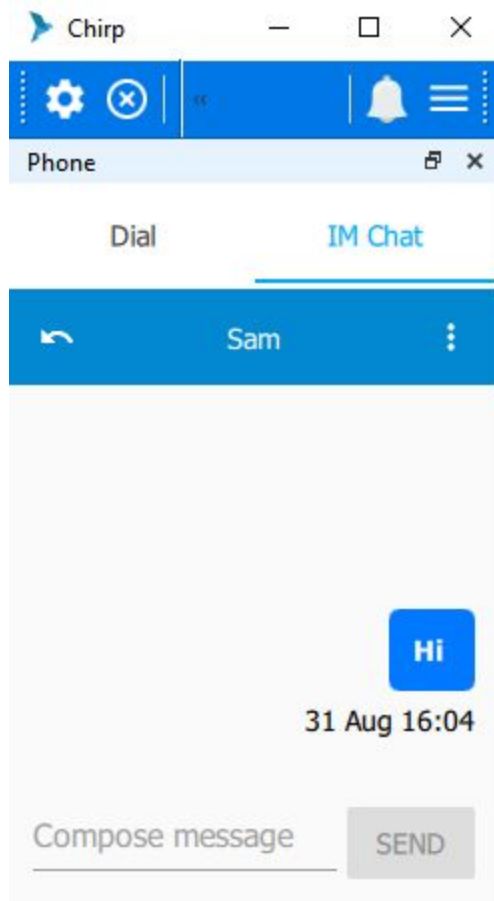 Chirp
«
Phone
Dial IM Chat
Sam
Hi
31 Aug 16:04
Compose message SEND